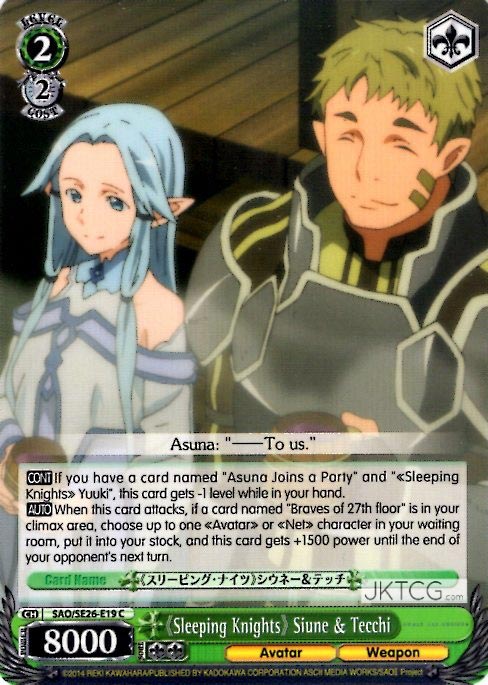 LEVEL
2
2
COST
Asuna: "——To us."
CONT If you have a card named "Asuna Joins a Party" and "≪Sleeping
Knights≫ Yuuki", this card gets -1 level while in your hand.
AUTO When this card attacks, if a card named "Braves of 27th floor" is in your
climax area, choose up to one «Avatar» or «Net» character in your waiting
room, put it into your stock, and this card gets +1500 power until the end
of your opponent's next turn.
Card Name 《スリーピング・ナイツ》シウネー&テッチ
JKTCG.com
CH SAO/SE26-E19 C
POWER 8000 SOUL 《Sleeping Knights》 Siune & Tecchi
Avatar Weapon
©2014 REKI KAWAHARA/PUBLISHED BY KADOKAWA CORPORATION ASCII MEDIA WORKS/SAOII Project